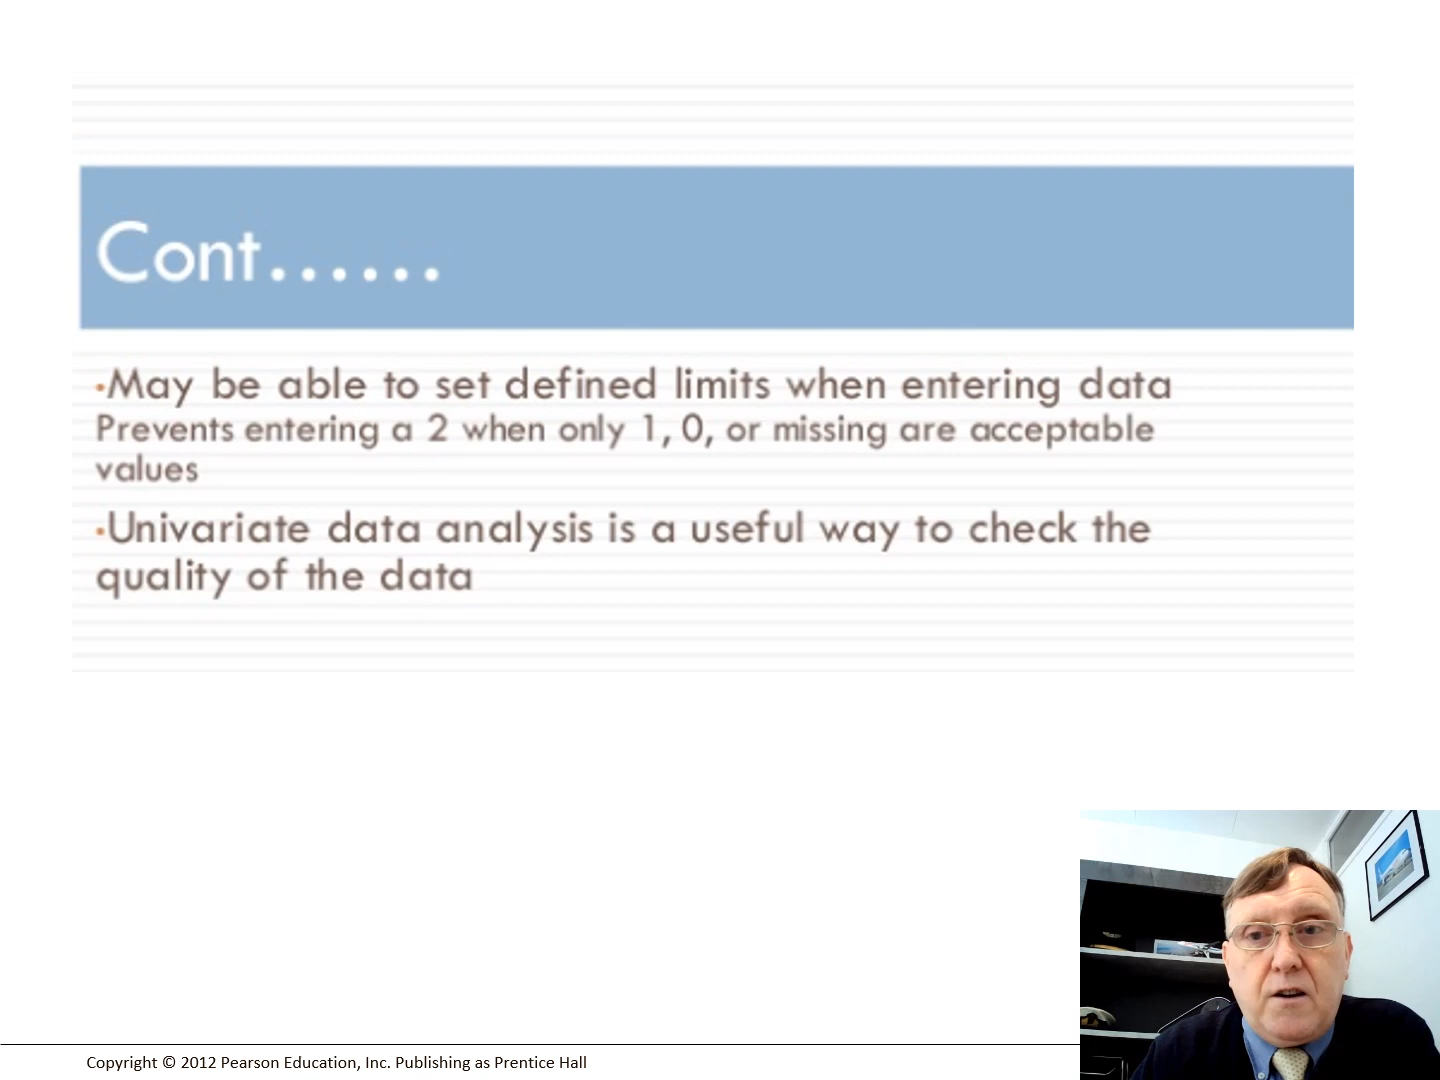 Cont......
•May be able to set defined limits when entering data
Prevents entering a 2 when only 1, 0, or missing are acceptable
values
•Univariate data analysis is a useful way to check the
quality of the data
Copyright © 2012 Pearson Education, Inc. Publishing as Prentice Hall